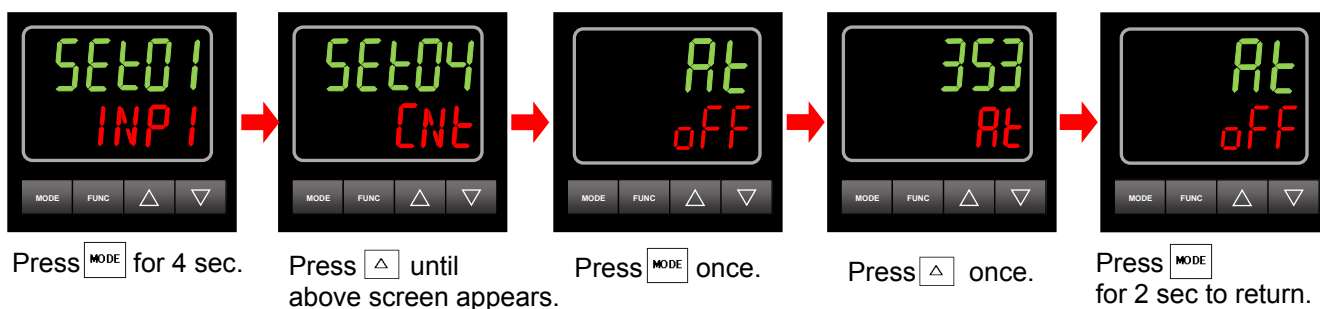 SEt01
INP1
MODE FUNC △ ▽
Press MODE for 4 sec.
SEt04
CNt
MODE FUNC △ ▽
Press △ until
above screen appears.
At
oFF
MODE FUNC △ ▽
Press MODE once.
353
At
MODE FUNC △ ▽
Press △ once.
At
oFF
MODE FUNC △ ▽
Press MODE
for 2 sec to return.